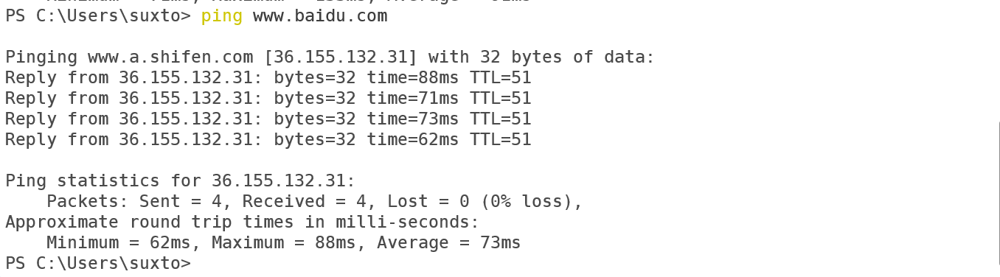 PS C:\Users\suxto> ping www.baidu.com
Pinging www.a.shifen.com [36.155.132.31] with 32 bytes of data:
Reply from 36.155.132.31: bytes=32 time=88ms TTL=51
Reply from 36.155.132.31: bytes=32 time=71ms TTL=51
Reply from 36.155.132.31: bytes=32 time=73ms TTL=51
Reply from 36.155.132.31: bytes=32 time=62ms TTL=51
Ping statistics for 36.155.132.31:
    Packets: Sent = 4, Received = 4, Lost = 0 (0% loss),
Approximate round trip times in milli-seconds:
    Minimum = 62ms, Maximum = 88ms, Average = 73ms
PS C:\Users\suxto>